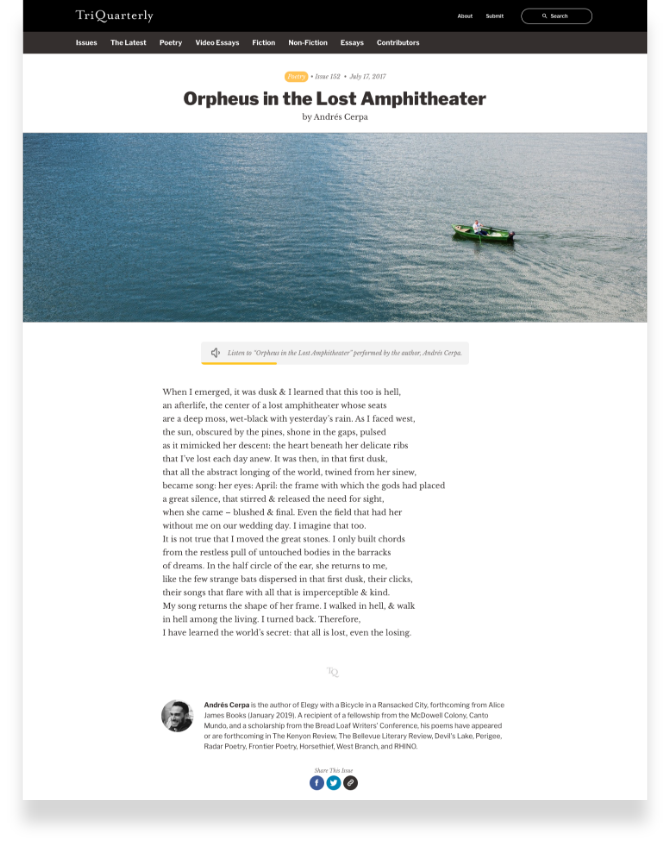 TriQuarterly
About Submit Search
Issues The Latest Poetry Video Essays Fiction Non-Fiction Essays Contributors
Poetry • Issue 152 • July 17, 2017
Orpheus in the Lost Amphitheater
by Andrés Cerpa
Listen to "Orpheus in the Lost Amphitheater" performed by the author, Andrés Cerpa.
When I emerged, it was dusk & I learned that this too is hell,
an afterlife, the center of a lost amphitheater whose seats
are a deep moss, wet-black with yesterday's rain. As I faced west,
the sun, obscured by the pines, shone in the gaps, pulsed
as it mimicked her descent: the heart beneath her delicate ribs
that I've lost each day anew. It was then, in that first dusk,
that all the abstract longing of the world, twined from her sinew,
became song: her eyes: April: the frame with which the gods had placed
a great silence, that stirred & released the need for sight,
when she came – blushed & final. Even the field that had her
without me on our wedding day. I imagine that too.
It is not true that I moved the great stones. I only built chords
from the restless pull of untouched bodies in the barracks
of dreams. In the half circle of the ear, she returns to me,
like the few strange bats dispersed in that first dusk, their clicks,
their songs that flare with all that is imperceptible & kind.
My song returns the shape of her frame. I walked in hell, & walk
in hell among the living. I turned back. Therefore,
I have learned the world's secret: that all is lost, even the losing.
TQ
Andrés Cerpa is the author of Elegy with a Bicycle in a Ransacked City, forthcoming from Alice
James Books (January 2019). A recipient of a fellowship from the McDowell Colony, Canto
Mundo, and a scholarship from the Bread Loaf Writers' Conference, his poems have appeared
or are forthcoming in The Kenyon Review, The Bellevue Literary Review, Devil's Lake, Perigee,
Radar Poetry, Frontier Poetry, Horsethief, West Branch, and RHINO.
Share This Issue